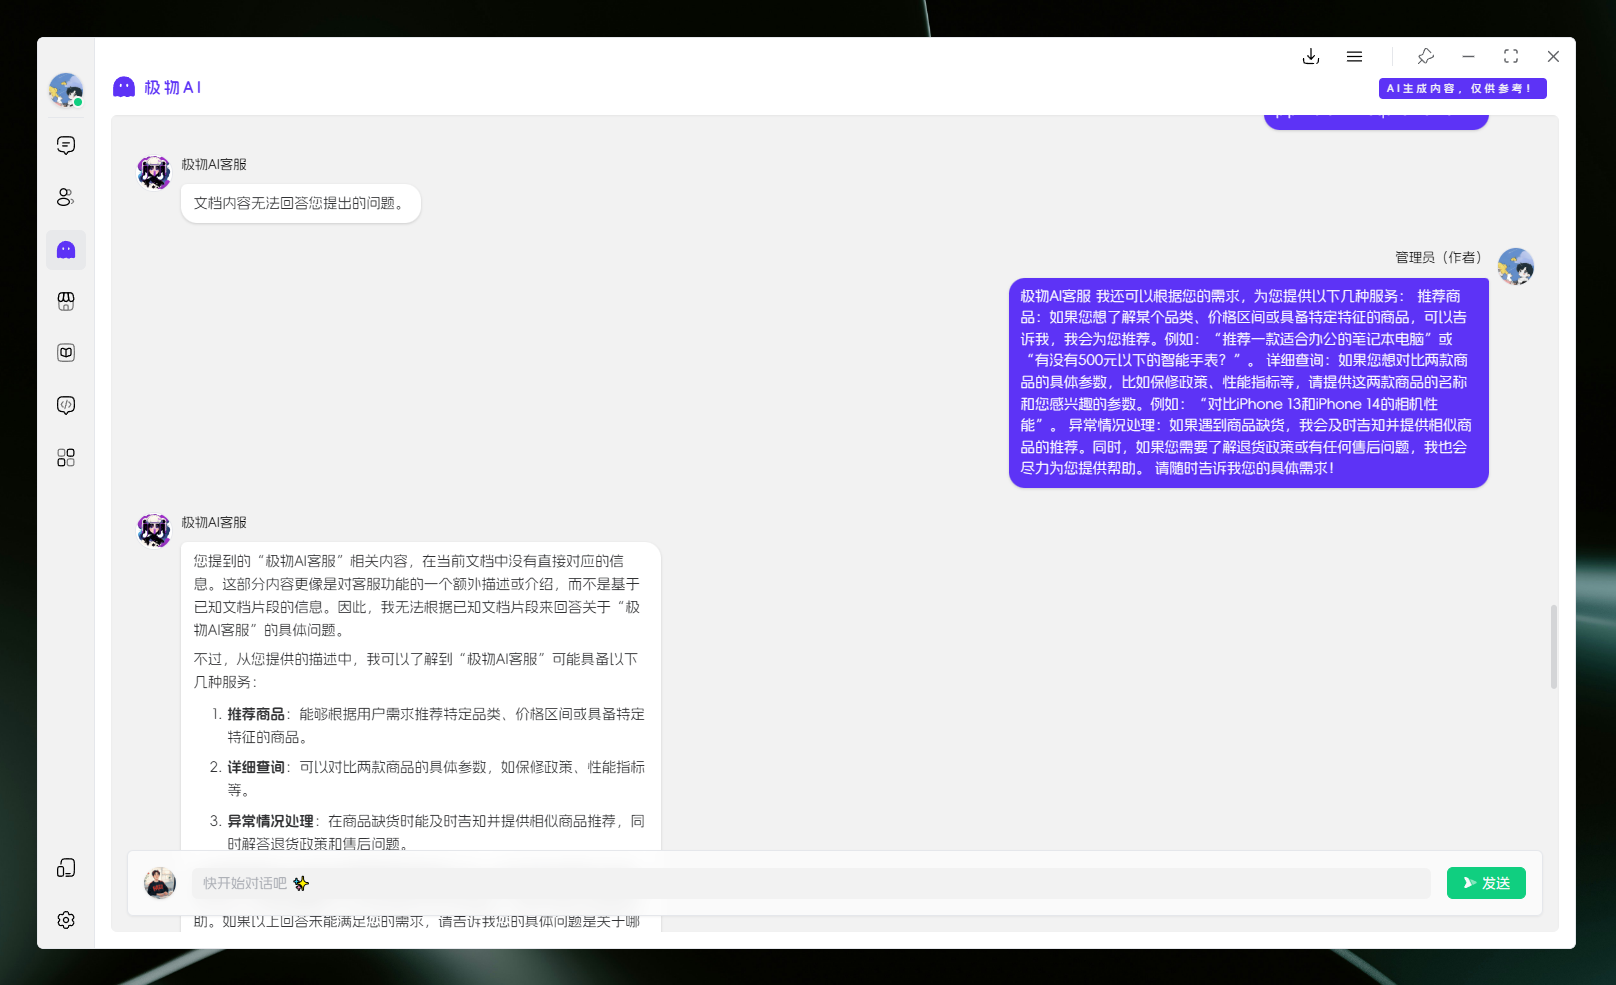 极物AI
AI生成内容，仅供参考！
极物AI客服
文档内容无法回答您提出的问题。
管理员（作者）
极物AI客服 我还可以根据您的需求，为您提供以下几种服务： 推荐商
品：如果您想了解某个品类、价格区间或具备特定特征的商品，可以告
诉我，我会为您推荐。例如：“推荐一款适合办公的笔记本电脑”或
“有没有500元以下的智能手表？”。 详细查询：如果您想对比两款商
品的具体参数，比如保修政策、性能指标等，请提供这两款商品的名称
和您感兴趣的参数。例如：“对比iPhone 13和iPhone 14的相机性
能”。 异常情况处理：如果遇到商品缺货，我会及时告知并提供相似商
品的推荐。同时，如果您需要了解退货政策或有任何售后问题，我也会
尽力为您提供帮助。 请随时告诉我您的具体需求！
极物AI客服
您提到的“极物AI客服”相关内容，在当前文档中没有直接对应的信
息。这部分内容更像是对客服功能的一个额外描述或介绍，而不是基于
已知文档片段的信息。因此，我无法根据已知文档片段来回答关于“极
物AI客服”的具体问题。
不过，从您提供的描述中，我可以了解到“极物AI客服”可能具备以下
几种服务：
1. 推荐商品：能够根据用户需求推荐特定品类、价格区间或具备特定
特征的商品。
2. 详细查询：可以对比两款商品的具体参数，如保修政策、性能指标
等。
3. 异常情况处理：在商品缺货时能及时告知并提供相似商品推荐，同
时解答退货政策和售后问题。
快开始对话吧 ✨
发送
助。如果以上回答未能满足您的需求，请告诉我您的具体问题是关于哪